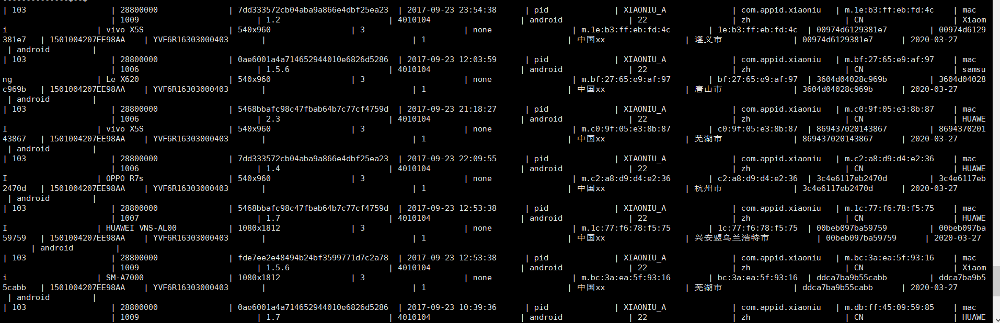 --------------+--+
| 103 | 28800000 | 7dd333572cb04aba9a866e4dbf25ea23 | 2017-09-23 23:54:38 | pid | XIAONIU_A | com.appid.xiaoniu | m.1e:b3:ff:eb:fd:4c | mac
| 1009 | 1.2 | 4010104 | android | 22 | zh | CN | Xiaom
i | vivo X5S | 540x960 | 3 | none | m.1e:b3:ff:eb:fd:4c | 1e:b3:ff:eb:fd:4c | 00974d6129381e7 | 00974d6129
381e7 | 1501004207EE98AA | YVF6R16303000403 | | 1 | 中国xx | 遵义市 | 00974d6129381e7 | 2020-03-27
| android |
| 103 | 28800000 | 0ae6001a4a714652944010e6826d5286 | 2017-09-23 12:03:59 | pid | XIAONIU_A | com.appid.xiaoniu | m.bf:27:65:e9:af:97 | mac
| 1006 | 1.5.6 | 4010104 | android | 22 | zh | CN | samsu
ng | Le X620 | 540x960 | 3 | none | m.bf:27:65:e9:af:97 | bf:27:65:e9:af:97 | 3604d04028c969b | 3604d04028
c969b | 1501004207EE98AA | YVF6R16303000403 | | 1 | 中国xx | 唐山市 | 3604d04028c969b | 2020-03-27
| android |
| 103 | 28800000 | 5468bbafc98c47fbab64b7c77cf4759d | 2017-09-23 21:18:27 | pid | XIAONIU_A | com.appid.xiaoniu | m.c0:9f:05:e3:8b:87 | mac
| 1006 | 2.3 | 4010104 | android | 22 | zh | CN | HUAWE
I | vivo X5S | 540x960 | 3 | none | m.c0:9f:05:e3:8b:87 | c0:9f:05:e3:8b:87 | 869437020143867 | 8694370201
43867 | 1501004207EE98AA | YVF6R16303000403 | | 1 | 中国xx | 芜湖市 | 869437020143867 | 2020-03-27
| android |
| 103 | 28800000 | 7dd333572cb04aba9a866e4dbf25ea23 | 2017-09-23 22:09:55 | pid | XIAONIU_A | com.appid.xiaoniu | m.c2:a8:d9:d4:e2:36 | mac
| 1006 | 1.4 | 4010104 | android | 22 | zh | CN | HUAWE
I | OPPO R7s | 540x960 | 3 | none | m.c2:a8:d9:d4:e2:36 | c2:a8:d9:d4:e2:36 | 3c4e6117eb2470d | 3c4e6117eb
2470d | 1501004207EE98AA | YVF6R16303000403 | | 1 | 中国xx | 杭州市 | 3c4e6117eb2470d | 2020-03-27
| android |
| 103 | 28800000 | 5468bbafc98c47fbab64b7c77cf4759d | 2017-09-23 12:53:38 | pid | XIAONIU_A | com.appid.xiaoniu | m.1c:77:f6:78:f5:75 | mac
| 1007 | 1.7 | 4010104 | android | 22 | zh | CN | HUAWE
I | HUAWEI VNS-AL00 | 1080x1812 | 3 | none | m.1c:77:f6:78:f5:75 | 1c:77:f6:78:f5:75 | 00beb097ba59759 | 00beb097ba
59759 | 1501004207EE98AA | YVF6R16303000403 | | 1 | 中国xx | 兴安盟乌兰浩特市 | 00beb097ba59759 | 2020-03-27
| android |
| 103 | 28800000 | fde7ee2e48494b24bf3599771d7c2a78 | 2017-09-23 12:53:38 | pid | XIAONIU_A | com.appid.xiaoniu | m.bc:3a:ea:5f:93:16 | mac
| 1009 | 1.5.6 | 4010104 | android | 22 | zh | CN | Xiaom
i | SM-A7000 | 1080x1812 | 3 | none | m.bc:3a:ea:5f:93:16 | bc:3a:ea:5f:93:16 | ddca7ba9b55cabb | ddca7ba9b5
5cabb | 1501004207EE98AA | YVF6R16303000403 | | 1 | 中国xx | 芜湖市 | ddca7ba9b55cabb | 2020-03-27
| android |
| 103 | 28800000 | 0ae6001a4a714652944010e6826d5286 | 2017-09-23 10:39:36 | pid | XIAONIU_A | com.appid.xiaoniu | m.db:ff:45:09:59:85 | mac
| 1009 | 1.7 | 4010104 | android | 22 | zh | CN | HUAWE